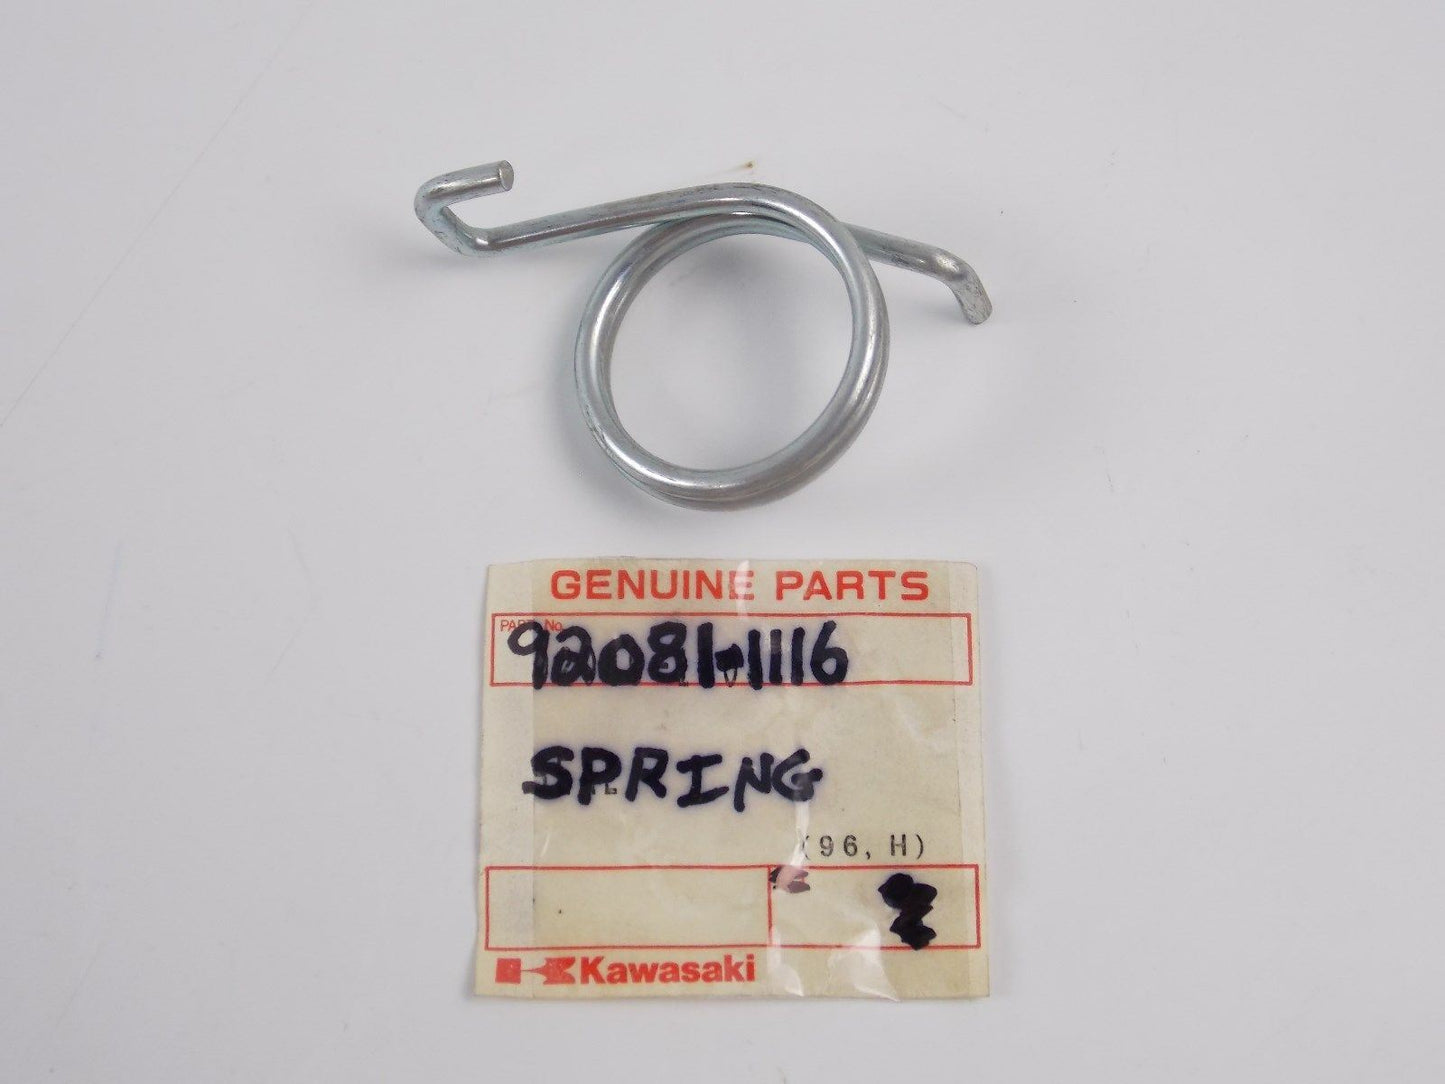 GENUINE PARTS
PART No.
92081-1116
SPRING
(96, H)
Kawasaki